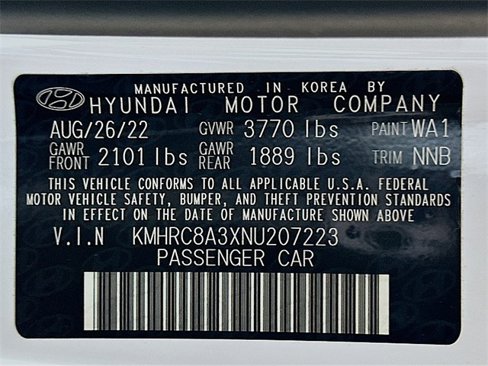 MANUFACTURED IN KOREA BY
HYUNDAI MOTOR COMPANY
AUG/26/22 GVWR 3770 lbs PAINT WA1
GAWR FRONT 2101 lbs GAWR REAR 1889 lbs TRIM NNB
THIS VEHICLE CONFORMS TO ALL APPLICABLE U.S.A. FEDERAL
MOTOR VEHICLE SAFETY, BUMPER, AND THEFT PREVENTION STANDARDS
IN EFFECT ON THE DATE OF MANUFACTURE SHOWN ABOVE
V.I.N KMHRC8A3XNU207223
PASSENGER CAR